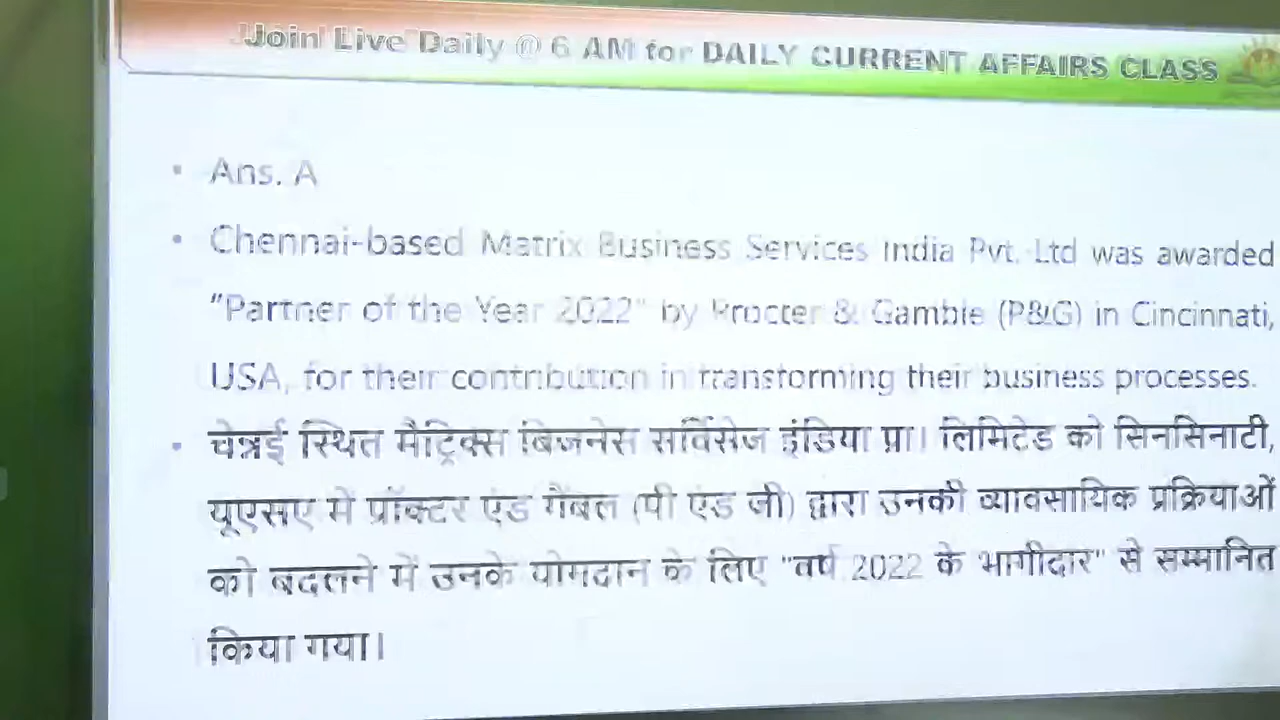 Join Live Daily @ 6 AM for DAILY CURRENT AFFAIRS CLASS
• Ans. A
• Chennai-based Matrix Business Services India Pvt. Ltd was awarded
"Partner of the Year 2022" by Procter & Gamble (P&G) in Cincinnati,
USA, for their contribution in transforming their business processes.
• चेन्नई स्थित मैट्रिक्स बिजनेस सर्विसेज इंडिया प्रा। लिमिटेड को सिनसिनाटी,
यूएसए में प्रॉक्टर एंड गैंबल (पी एंड जी) द्वारा उनकी व्यावसायिक प्रक्रियाओं
को बदलने में उनके योगदान के लिए "वर्ष 2022 के भागीदार" से सम्मानित
किया गया।